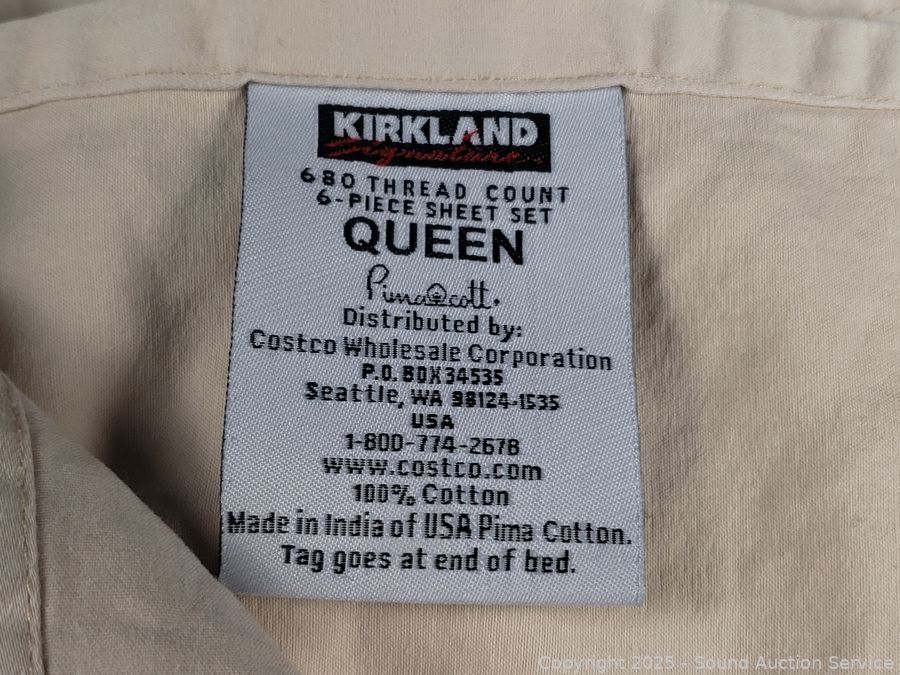 KIRKLAND
Signature
680 THREAD COUNT
6-PIECE SHEET SET
QUEEN
Pimacott.
Distributed by:
Costco Wholesale Corporation
P.O. BOX 34535
Seattle, WA 98124-1535
USA
1-800-774-2678
www.costco.com
100% Cotton
Made in India of USA Pima Cotton.
Tag goes at end of bed.
Copyright 2025 - Sound Auction Service